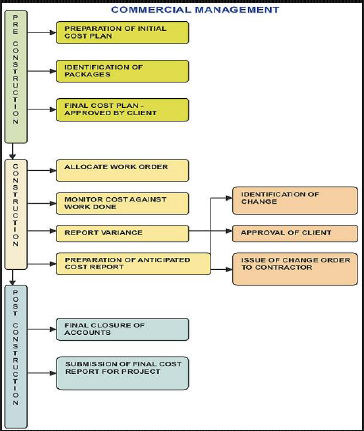 COMMERCIAL MANAGEMENT
PRE CONSTRUCTION
PREPARATION OF INITIAL
COST PLAN
IDENTIFICATION OF
PACKAGES
FINAL COST PLAN -
APPROVED BY CLIENT
CONSTRUCTION
ALLOCATE WORK ORDER
MONITOR COST AGAINST
WORK DONE
REPORT VARIANCE
PREPARATION OF ANTICIPATED
COST REPORT
IDENTIFICATION OF
CHANGE
APPROVAL OF CLIENT
ISSUE OF CHANGE ORDER
TO CONTRACTOR
POST CONSTRUCTION
FINAL CLOSURE OF
ACCOUNTS
SUBMISSION OF FINAL COST
REPORT FOR PROJECT